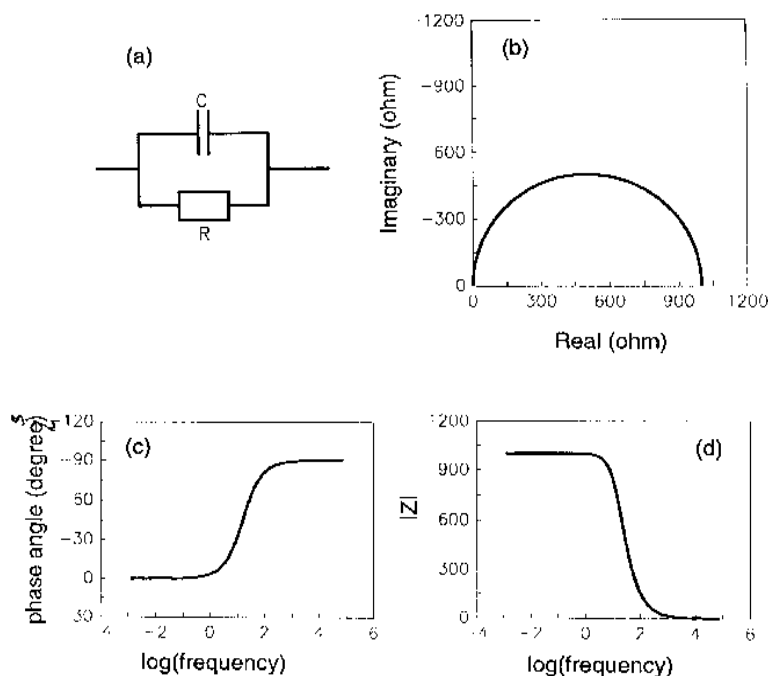 (a)
C
R
(b)
-1200
-900
600
-300
0
0 300 600 900 1200
Imaginary (ohm)
Real (ohm)
(c)
120
-90
60
-30
0
30
-4 -2 0 2 4 6
phase angle (degree)
log(frequency)
(d)
1200
900
600
300
0
-4 -2 0 2 4 6
|Z|
log(frequency)